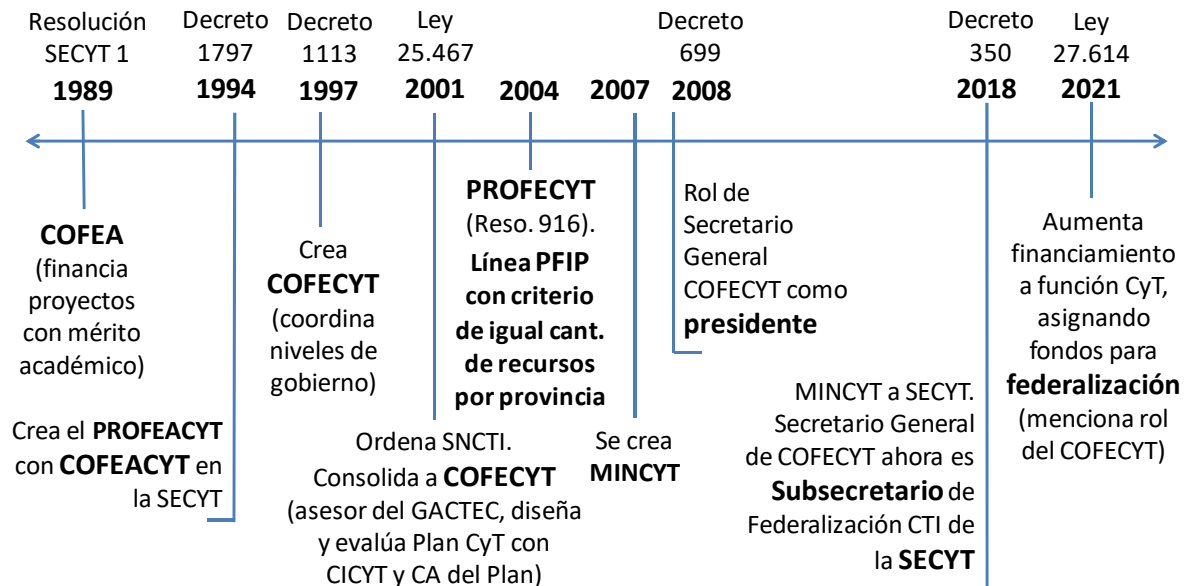 Resolución
SECYT 1
1989
Decreto
1797
1994
Decreto
1113
1997
Ley
25.467
2001
2004
2007
Decreto
699
2008
Decreto
350
2018
Ley
27.614
2021
COFEA
(financia
proyectos
con mérito
académico)
Crea el PROFEACYT
con COFEACYT en
la SECYT
Crea
COFECYT
(coordina
niveles de
gobierno)
Ordena SNCTI.
Consolida a COFECYT
(asesor del GACTEC, diseña
y evalúa Plan CyT con
CICYT y CA del Plan)
PROFECYT
(Reso. 916).
Línea PFIP
con criterio
de igual cant.
de recursos
por provincia
Se crea
MINCYT
Rol de
Secretario
General
COFECYT como
presidente
MINCYT a SECYT.
Secretario General
de COFECYT ahora es
Subsecretario de
Federalización CTI de
la SECYT
Aumenta
financiamiento
a función CyT,
asignando
fondos para
federalización
(menciona rol
del COFECYT)